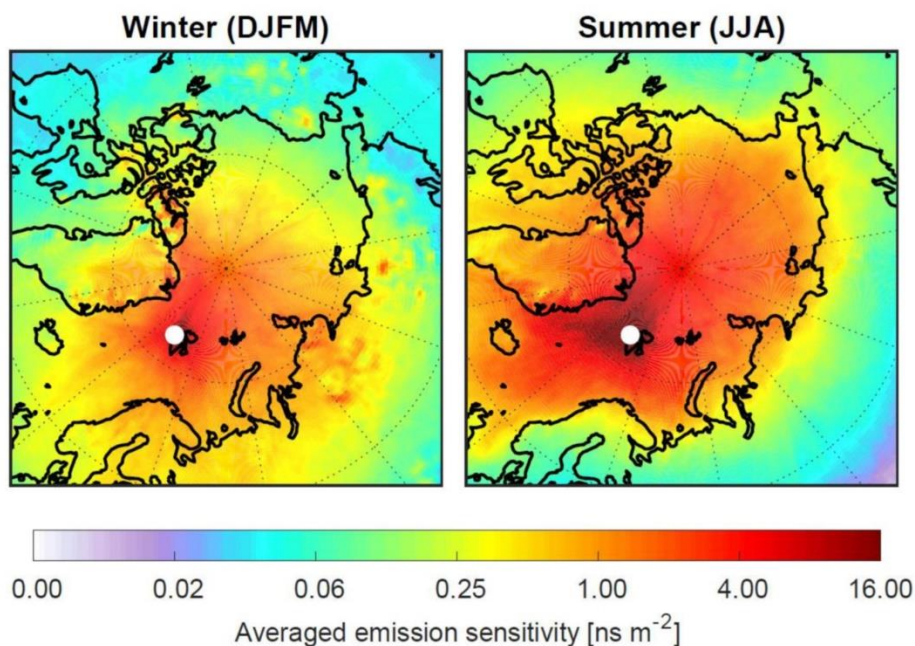 Winter (DJFM) Summer (JJA)
0.00 0.02 0.06 0.25 1.00 4.00 16.00
Averaged emission sensitivity [ns m⁻²]